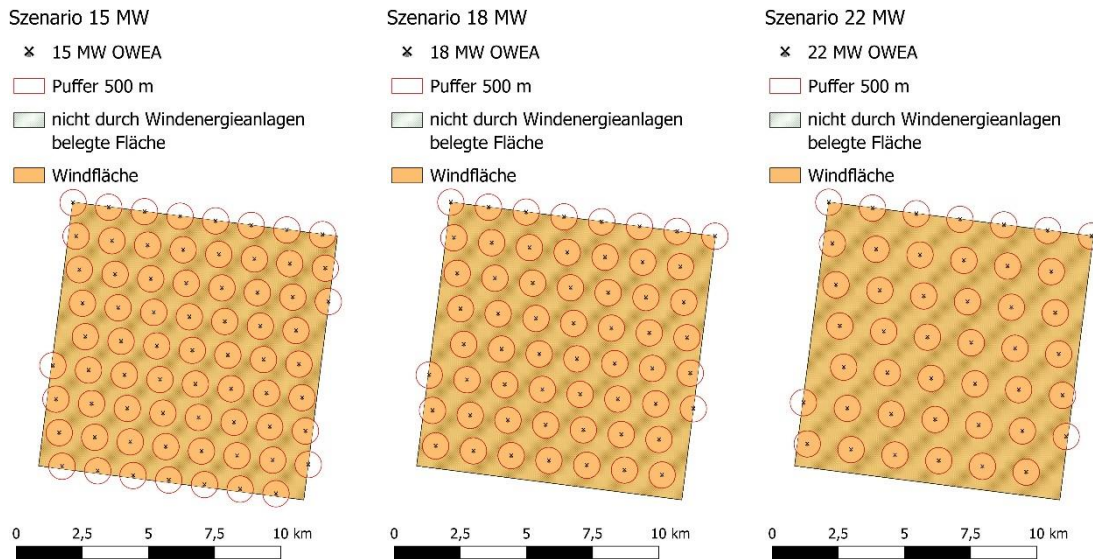 Szenario 15 MW
15 MW OWEA
Puffer 500 m
nicht durch Windenergieanlagen
belegte Fläche
Windfläche
0 2,5 5 7,5 10 km
Szenario 18 MW
18 MW OWEA
Puffer 500 m
nicht durch Windenergieanlagen
belegte Fläche
Windfläche
0 2,5 5 7,5 10 km
Szenario 22 MW
22 MW OWEA
Puffer 500 m
nicht durch Windenergieanlagen
belegte Fläche
Windfläche
0 2,5 5 7,5 10 km